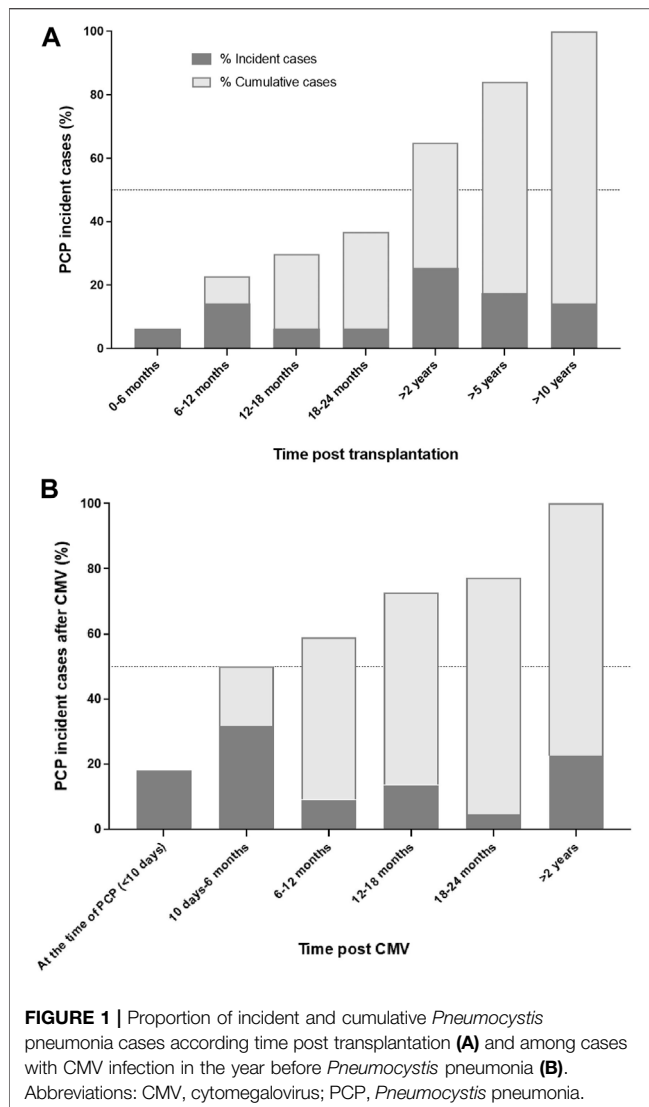 A
PCP incident cases (%)
100
80
60
40
20
0
% Incident cases
% Cumulative cases
0-6 months
6-12 months
12-18 months
18-24 months
>2 years
>5 years
>10 years
Time post transplantation
B
PCP incident cases after CMV (%)
100
80
60
40
20
0
At the time of PCP (<10 days)
10 days-6 months
6-12 months
12-18 months
18-24 months
>2 years
Time post CMV
FIGURE 1 | Proportion of incident and cumulative Pneumocystis
pneumonia cases according time post transplantation (A) and among cases
with CMV infection in the year before Pneumocystis pneumonia (B).
Abbreviations: CMV, cytomegalovirus; PCP, Pneumocystis pneumonia.